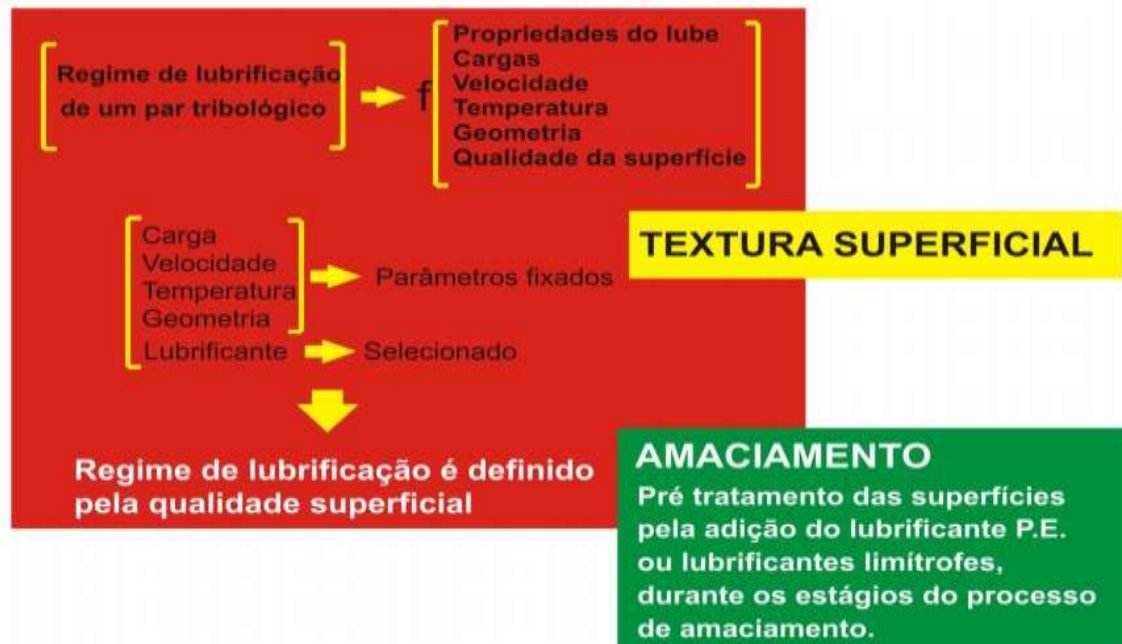 Regime de lubrificação
de um par tribológico
f
Propriedades do lube
Cargas
Velocidade
Temperatura
Geometria
Qualidade da superfície
Carga
Velocidade
Temperatura
Geometria
Parâmetros fixados
Lubrificante
Selecionado
Regime de lubrificação é definido
pela qualidade superficial
TEXTURA SUPERFICIAL
AMACIAMENTO
Pré tratamento das superfícies
pela adição do lubrificante P.E.
ou lubrificantes limítrofes,
durante os estágios do processo
de amaciamento.